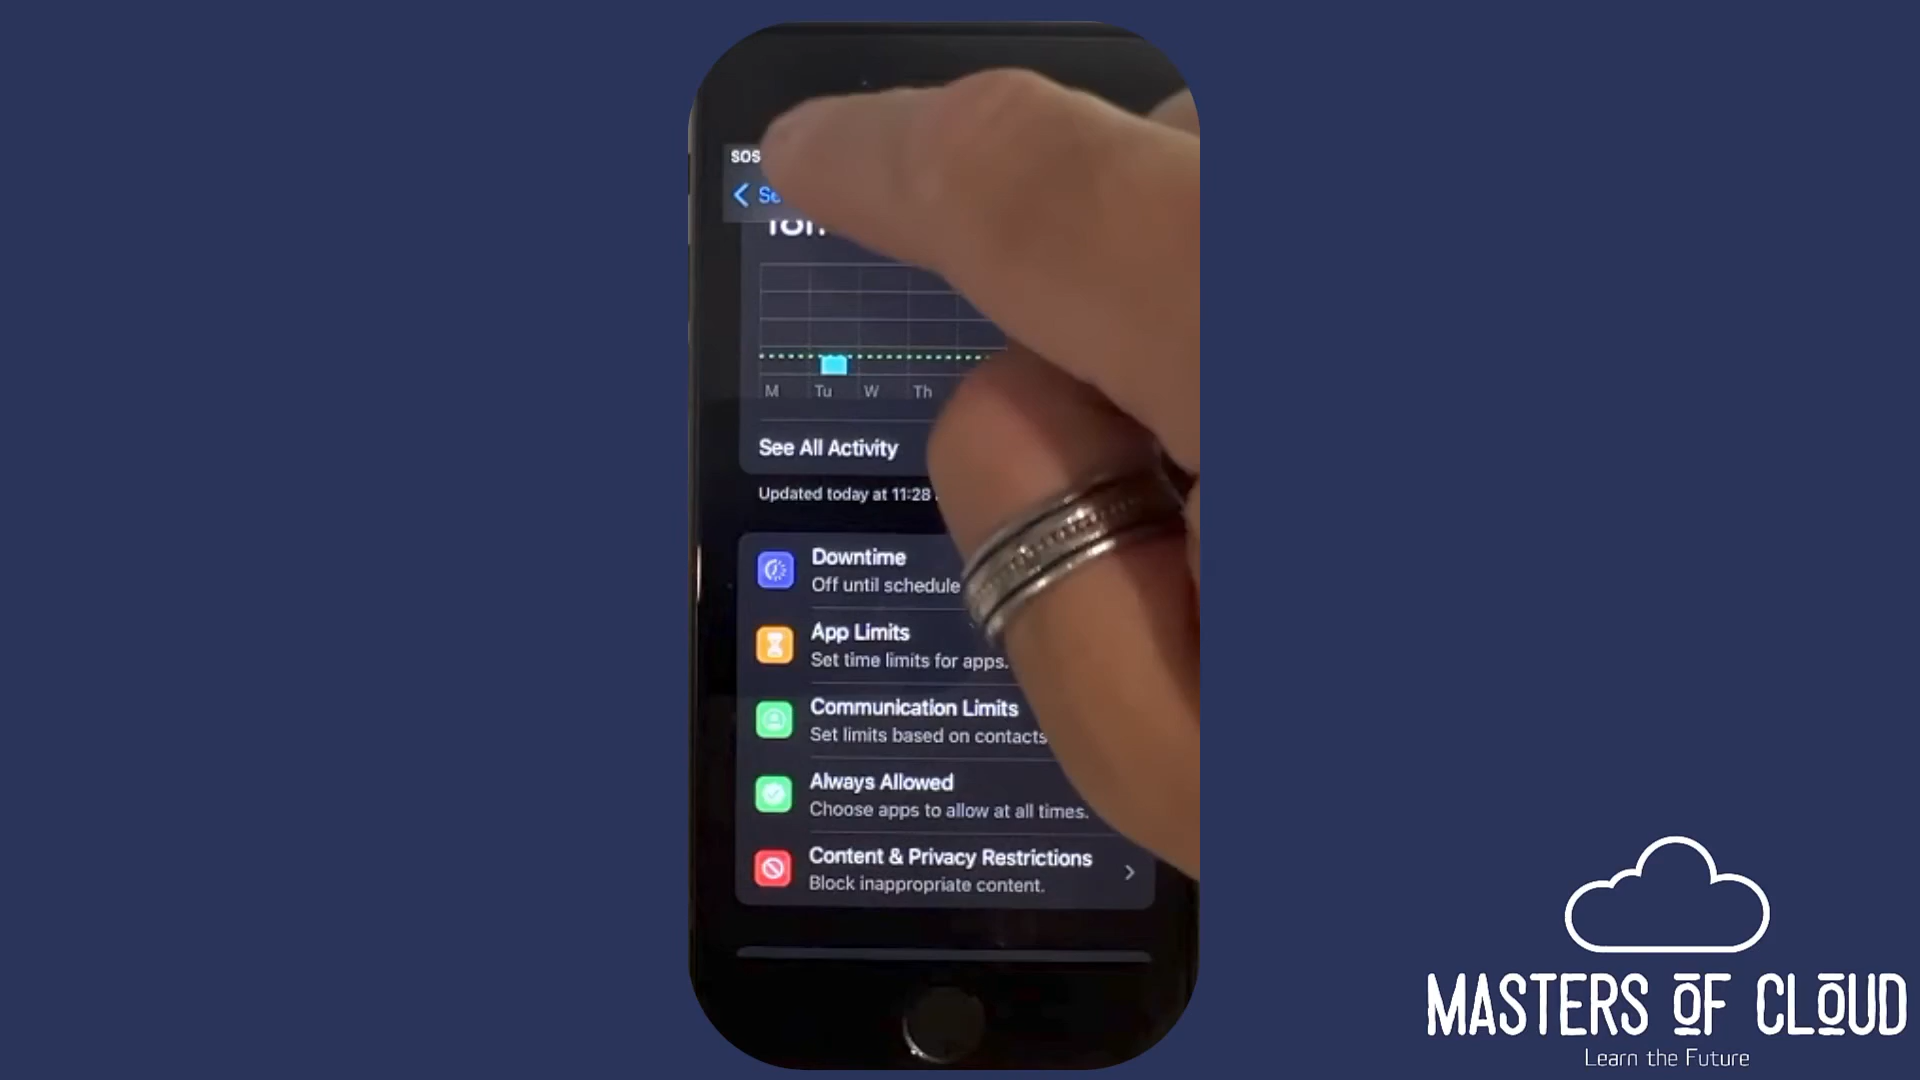 SOS
M Tu W Th
See All Activity
Updated today at 11:28
Downtime
Off until schedule
App Limits
Set time limits for apps.
Communication Limits
Set limits based on contacts
Always Allowed
Choose apps to allow at all times.
Content & Privacy Restrictions
Block inappropriate content.
MASTERS OF CLOUD
Learn the Future